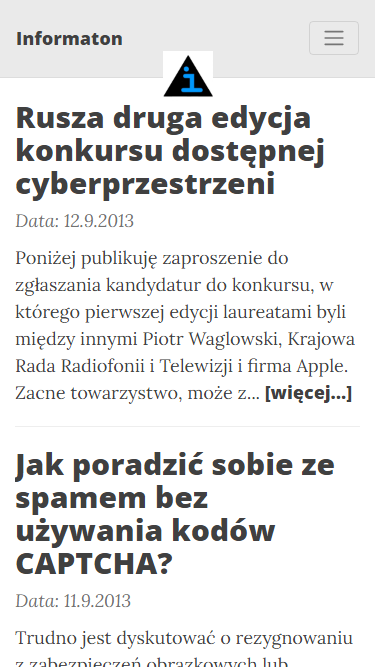 Informaton
Rusza druga edycja
konkursu dostępnej
cyberprzestrzeni
Data: 12.9.2013
Poniżej publikuję zaproszenie do
zgłaszania kandydatur do konkursu, w
którego pierwszej edycji laureatami byli
między innymi Piotr Waglowski, Krajowa
Rada Radiofonii i Telewizji i firma Apple.
Zacne towarzystwo, może z... [więcej...]
Jak poradzić sobie ze
spamem bez
używania kodów
CAPTCHA?
Data: 11.9.2013
Trudno jest dyskutować o rezygnowaniu
z zabezpieczeń obrazkowych lub